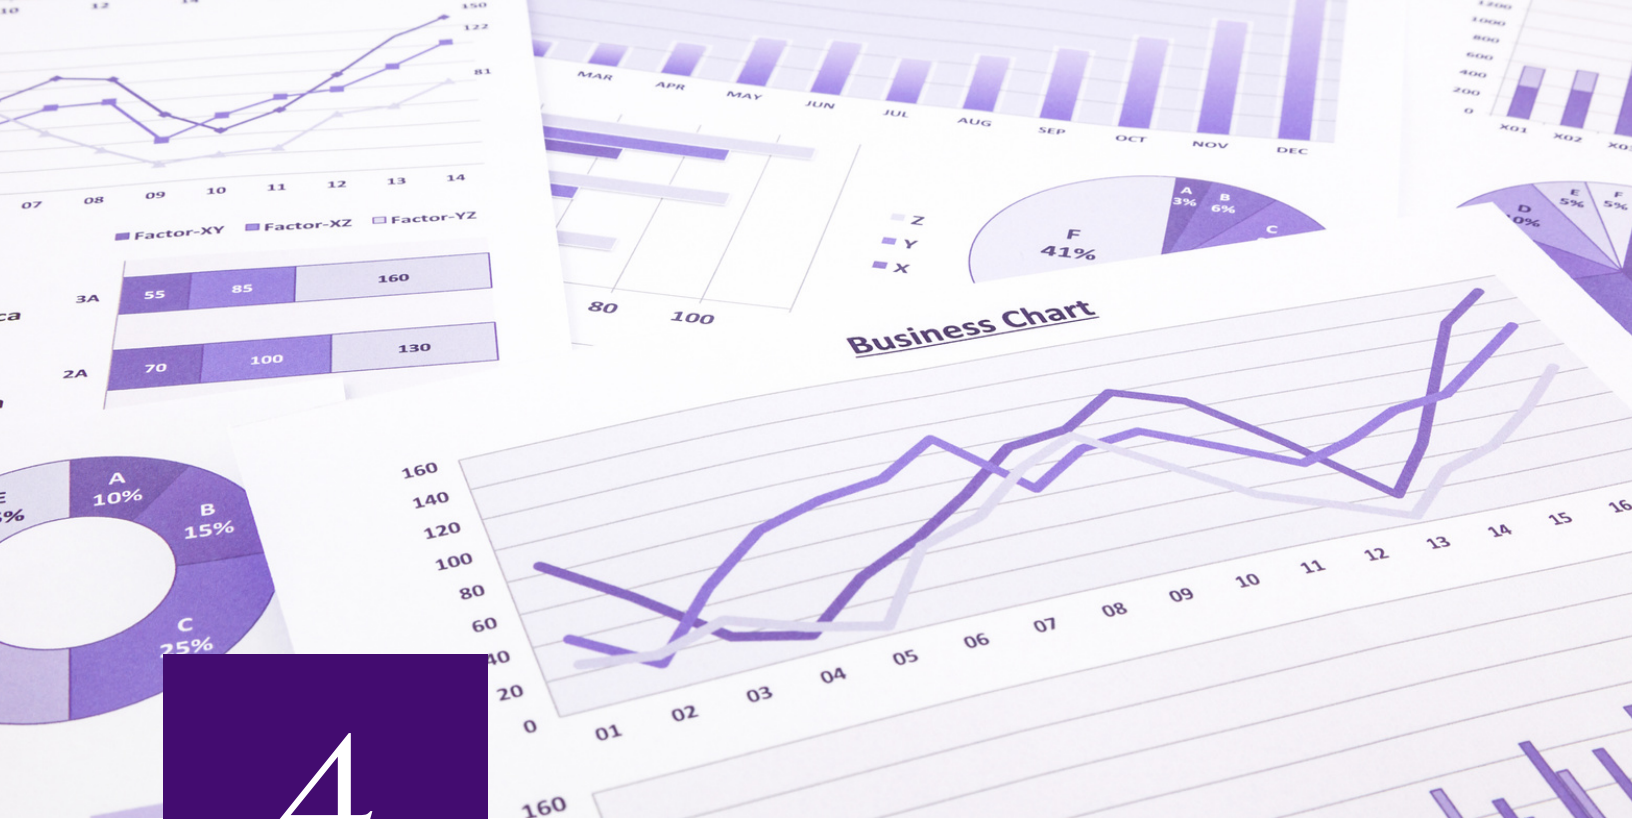 10 12 14
150
122
81
07 08 09 10 11 12 13 14
Factor-XY Factor-XZ Factor-YZ
3A 55 85 160
2A 70 100 130
MAR APR MAY JUN JUL AUG SEP OCT NOV DEC
80 100
Z
Y
X
A
3%
B
6%
C
F
41%
1200
1000
800
600
400
200
0
X01 X02
D
E
5%
F
5%
A
10%
B
15%
C
25%
E
Business Chart
160
140
120
100
80
60
40
20
0
01 02 03 04 05 06 07 08 09 10 11 12 13 14 15 16
160
4